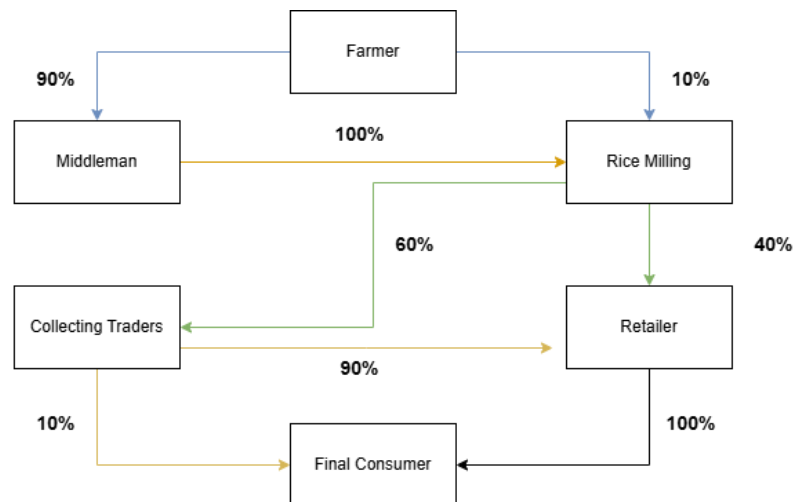 Farmer
90%
10%
Middleman
100%
Rice Milling
60%
40%
Collecting Traders
Retailer
90%
10%
100%
Final Consumer